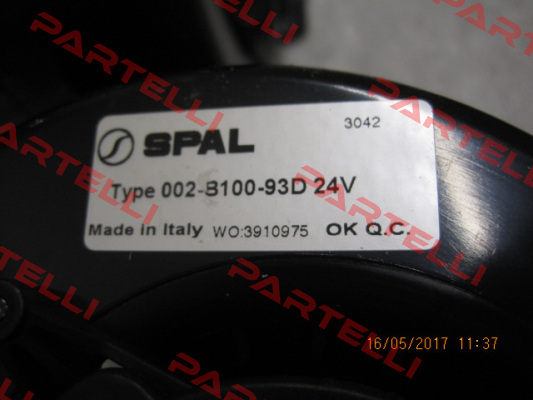 3042
SPAL
Type 002-B100-93D 24V
Made in Italy WO:3910975 OK Q.C.
16/05/2017 11:37
PARTELLI
PARTELLI
PARTELLI
PARTELLI
PARTELLI
PARTELLI